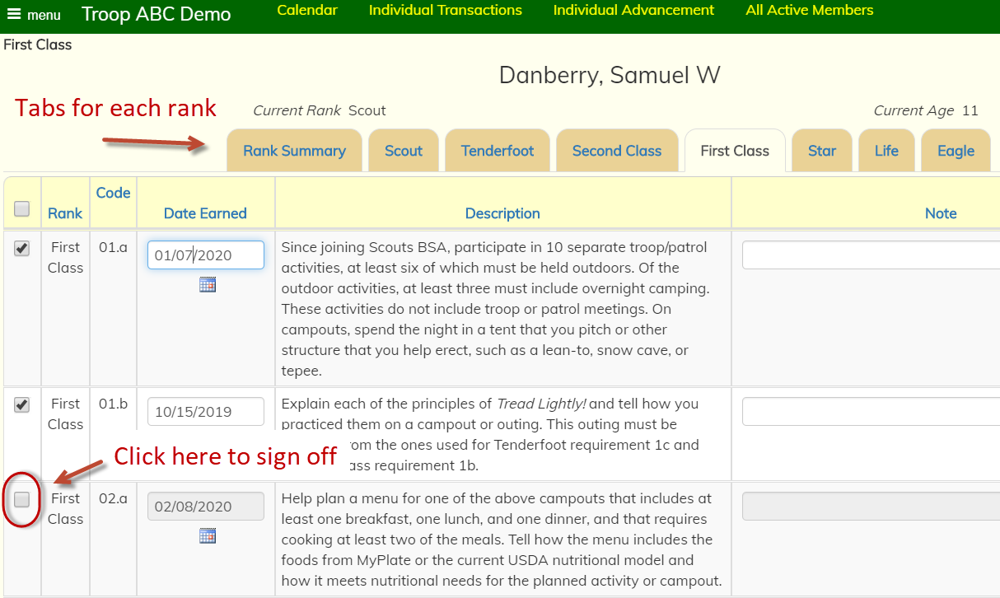 menu Troop ABC Demo Calendar Individual Transactions Individual Advancement All Active Members
First Class
Danberry, Samuel W
Tabs for each rank
Current Rank Scout Current Age 11
Rank Summary Scout Tenderfoot Second Class First Class Star Life Eagle
Rank Code Date Earned Description Note
First Class 01.a 01/07/2020
Since joining Scouts BSA, participate in 10 separate troop/patrol
activities, at least six of which must be held outdoors. Of the
outdoor activities, at least three must include overnight camping.
These activities do not include troop or patrol meetings. On
campouts, spend the night in a tent that you pitch or other
structure that you help erect, such as a lean-to, snow cave, or
tepee.
First Class 01.b 10/15/2019
Explain each of the principles of Tread Lightly! and tell how you
practiced them on a campout or outing. This outing must be
om the ones used for Tenderfoot requirement 1c and
ass requirement 1b.
Click here to sign off
First Class 02.a 02/08/2020
Help plan a menu for one of the above campouts that includes at
least one breakfast, one lunch, and one dinner, and that requires
cooking at least two of the meals. Tell how the menu includes the
foods from MyPlate or the current USDA nutritional model and
how it meets nutritional needs for the planned activity or campout.